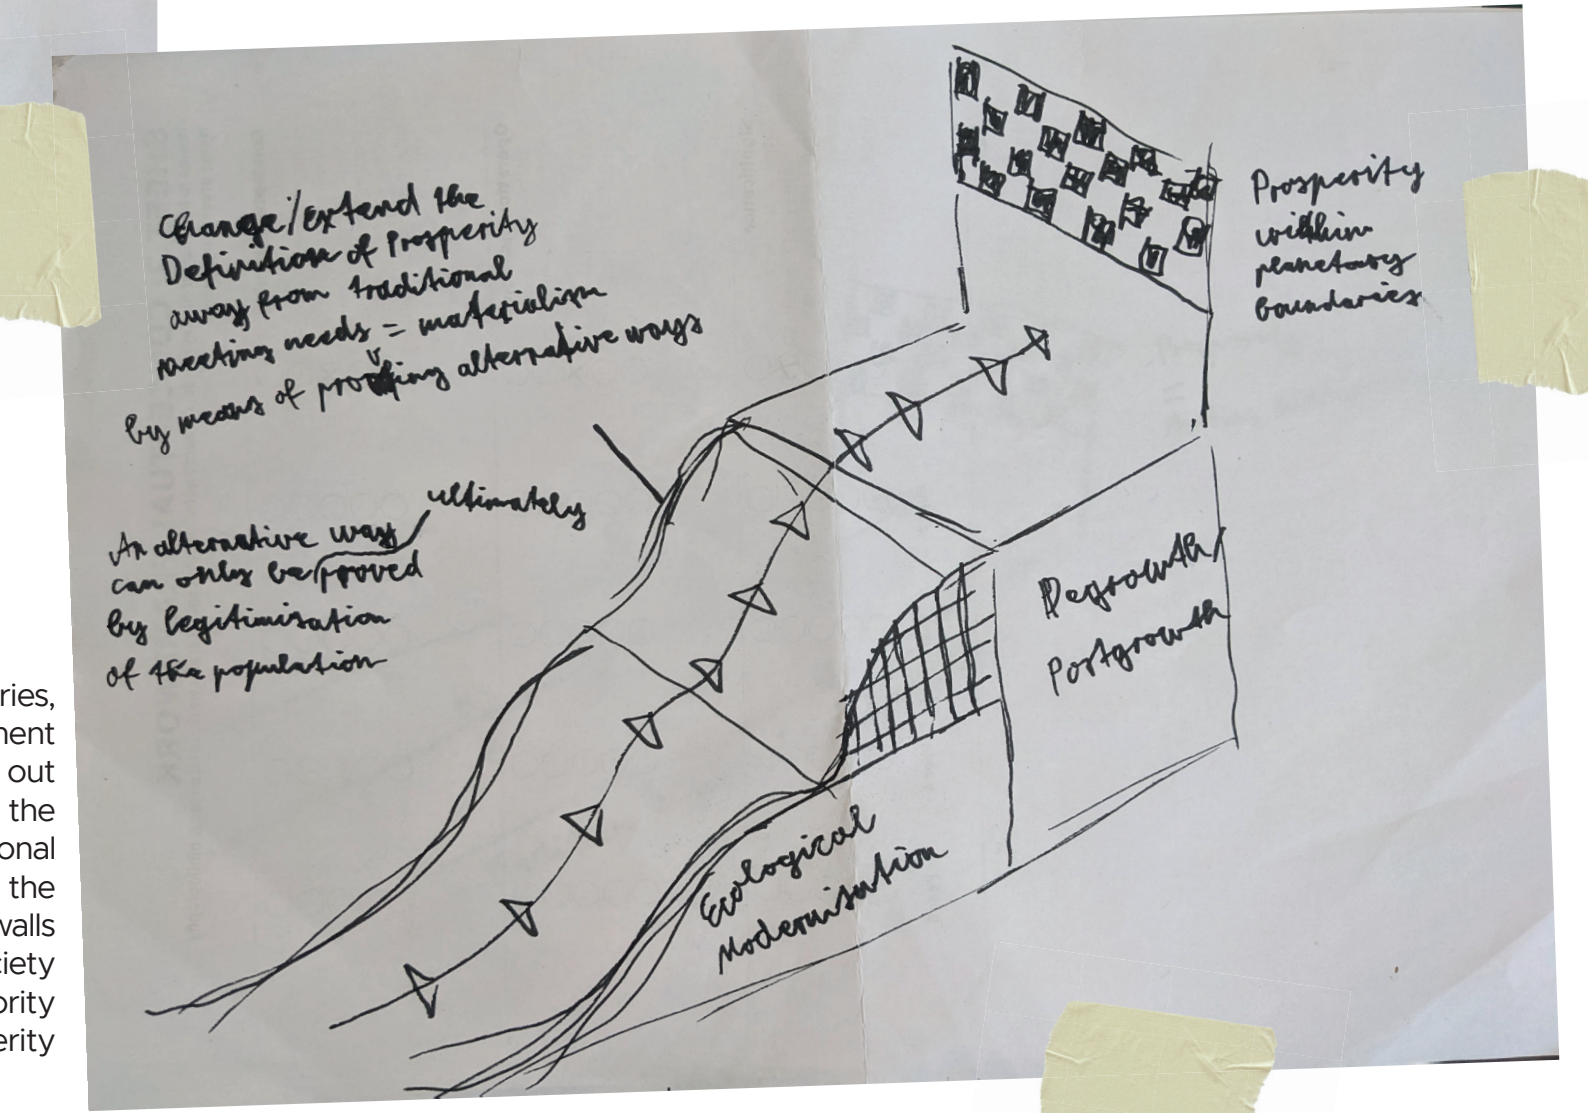 Change/Extend the
Definition of Prosperity
away from traditional
meeting needs = materialism
by means of proving alternative ways
An alternative way
can only be ultimately proved
by legitimisation
of the population
Prosperity
within
planetary
boundaries
Degrowth/
Postgrowth
Ecological
Modernisation
ries,
nent
out
the
onal
the
walls
ciety
ority
erity